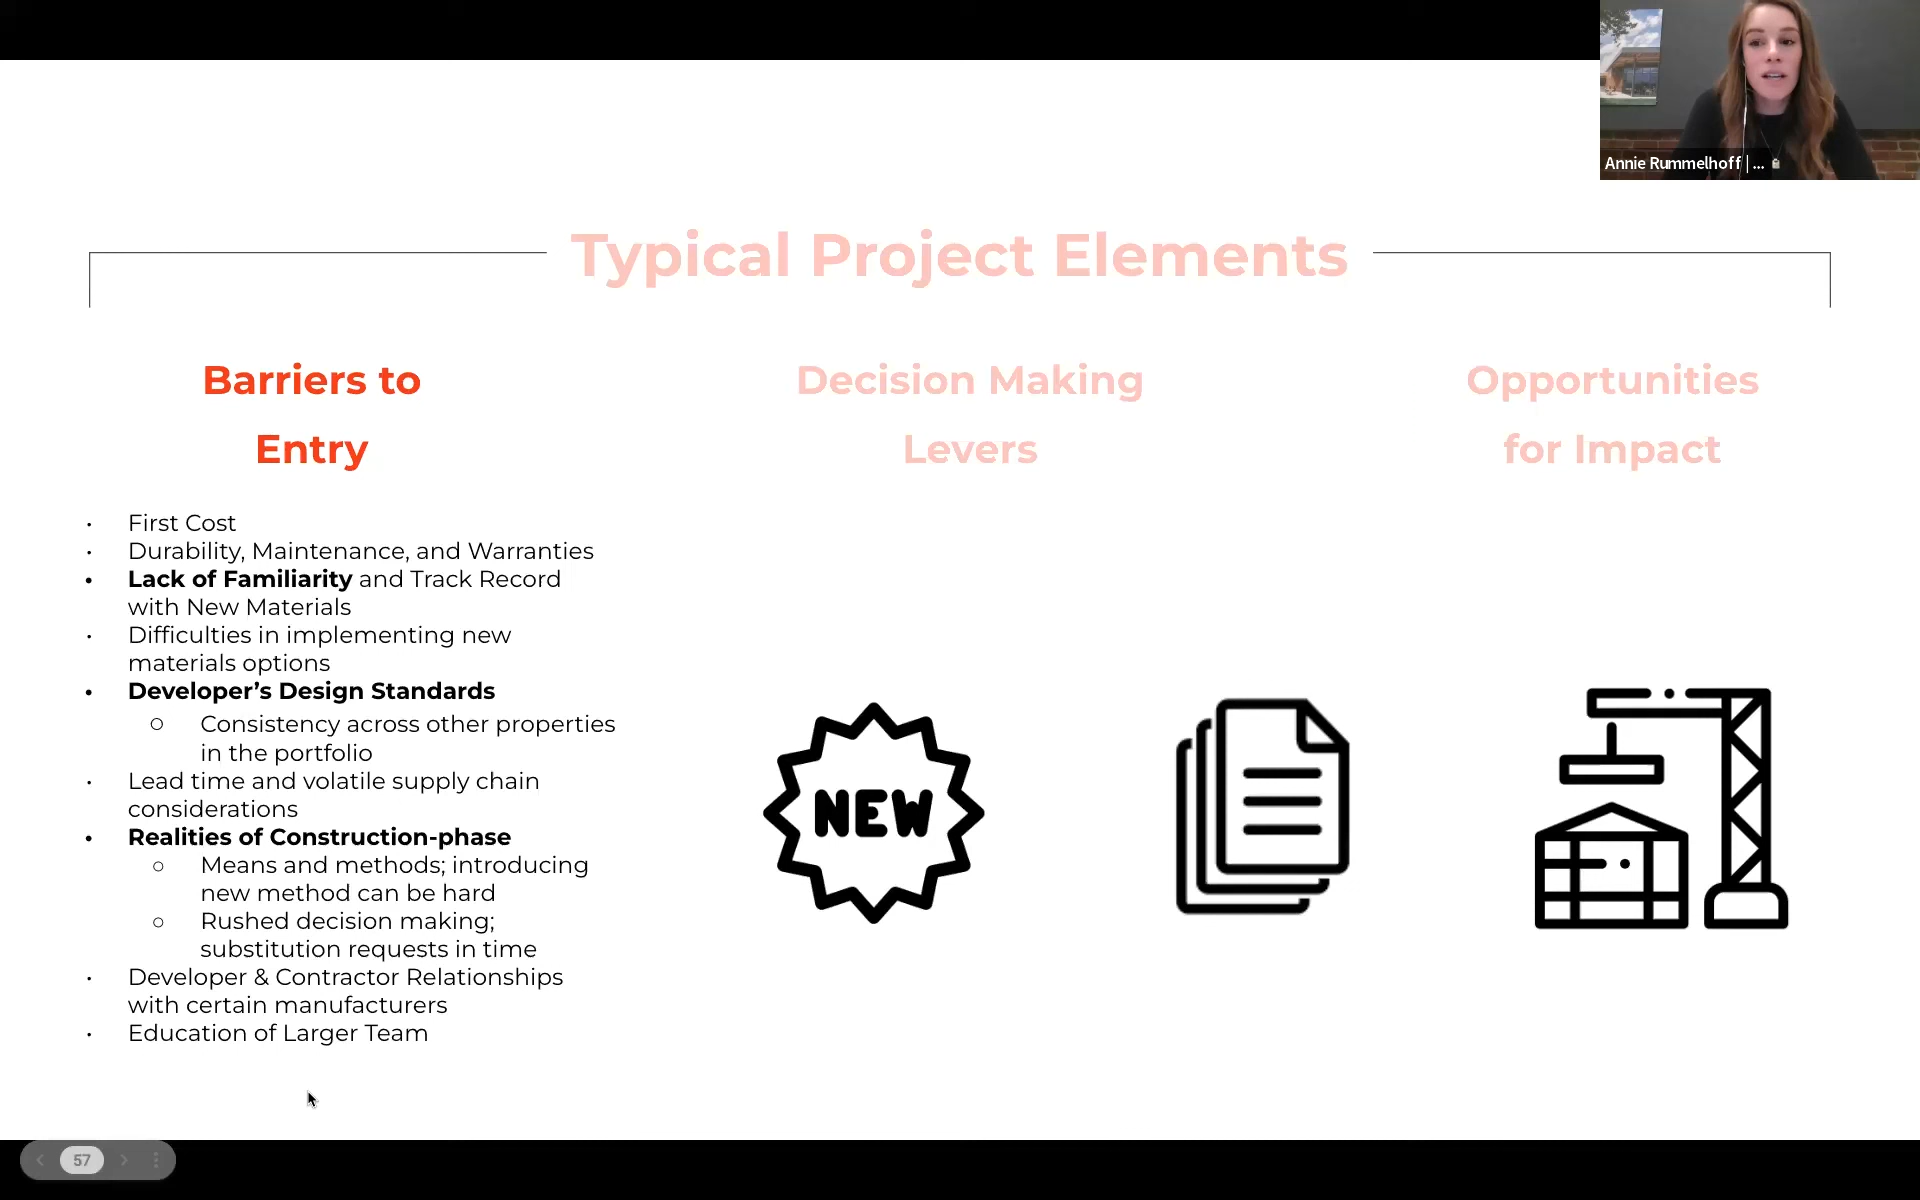 Annie Rummelhoff | ...
Typical Project Elements
Barriers to
Entry
Decision Making
Levers
Opportunities
for Impact
• First Cost
• Durability, Maintenance, and Warranties
• Lack of Familiarity and Track Record
with New Materials
• Difficulties in implementing new
materials options
• Developer’s Design Standards
○ Consistency across other properties
in the portfolio
• Lead time and volatile supply chain
considerations
• Realities of Construction-phase
○ Means and methods; introducing
new method can be hard
○ Rushed decision making;
substitution requests in time
• Developer & Contractor Relationships
with certain manufacturers
• Education of Larger Team
NEW
57